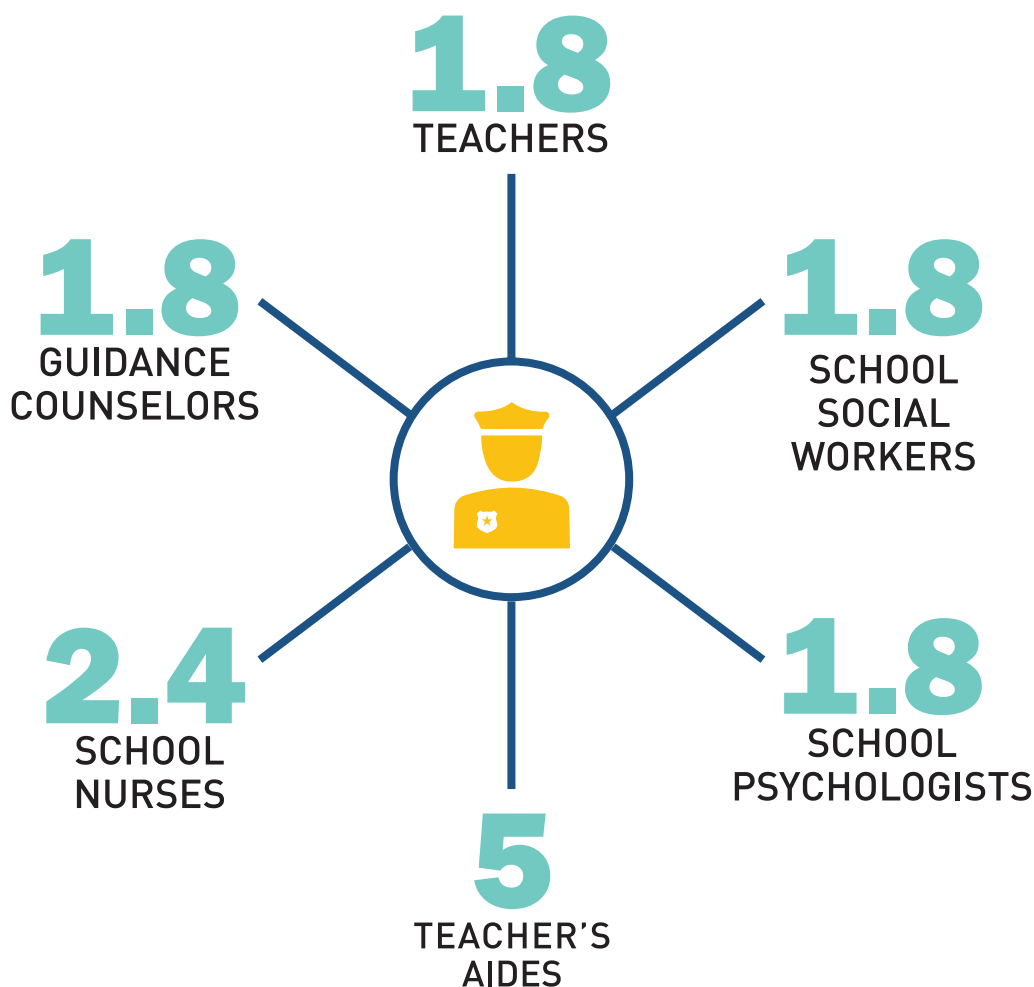 1.8
TEACHERS
1.8
GUIDANCE
COUNSELORS
1.8
SCHOOL
SOCIAL
WORKERS
2.4
SCHOOL
NURSES
1.8
SCHOOL
PSYCHOLOGISTS
5
TEACHER'S
AIDES